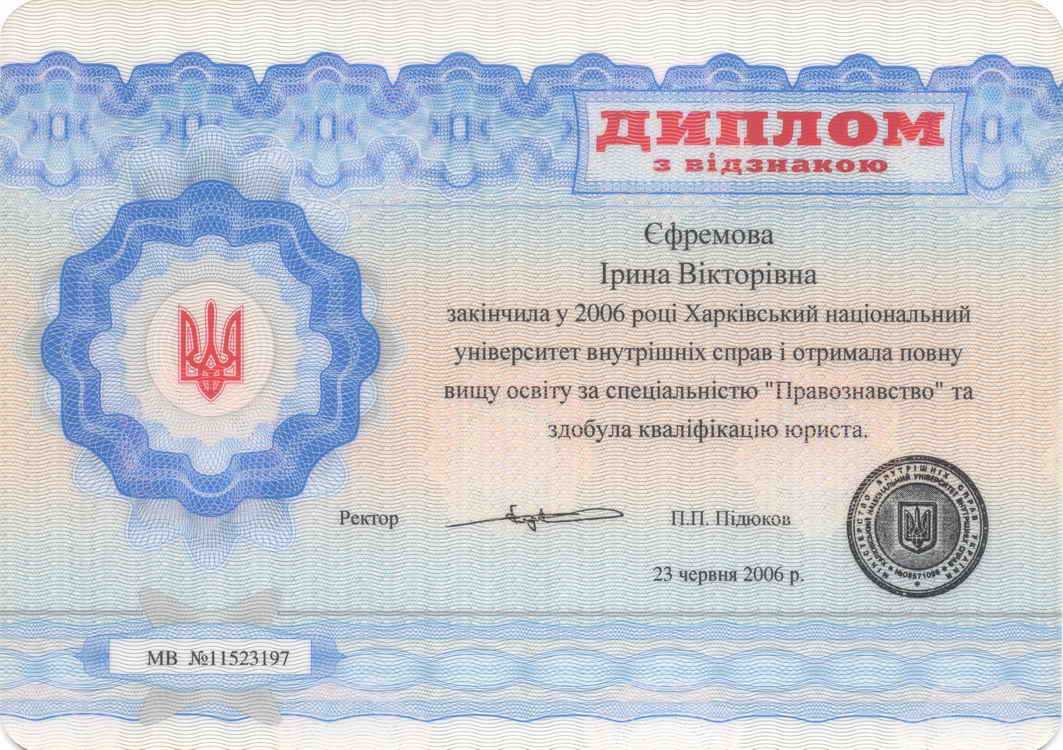 ДИПЛОМ
з відзнакою
Єфремова
Ірина Вікторівна
закінчила у 2006 році Харківський національний
університет внутрішніх справ і отримала повну
вищу освіту за спеціальністю "Правознавство" та
здобула кваліфікацію юриста.
Ректор П.П. Підюков
МІНІСТЕРСТВО ВНУТРІШНІХ СПРАВ УКРАЇНИ
ХАРКІВСЬКИЙ НАЦІОНАЛЬНИЙ УНІВЕРСИТЕТ ВНУТРІШНІХ СПРАВ
23 червня 2006 р.
МВ №11523197